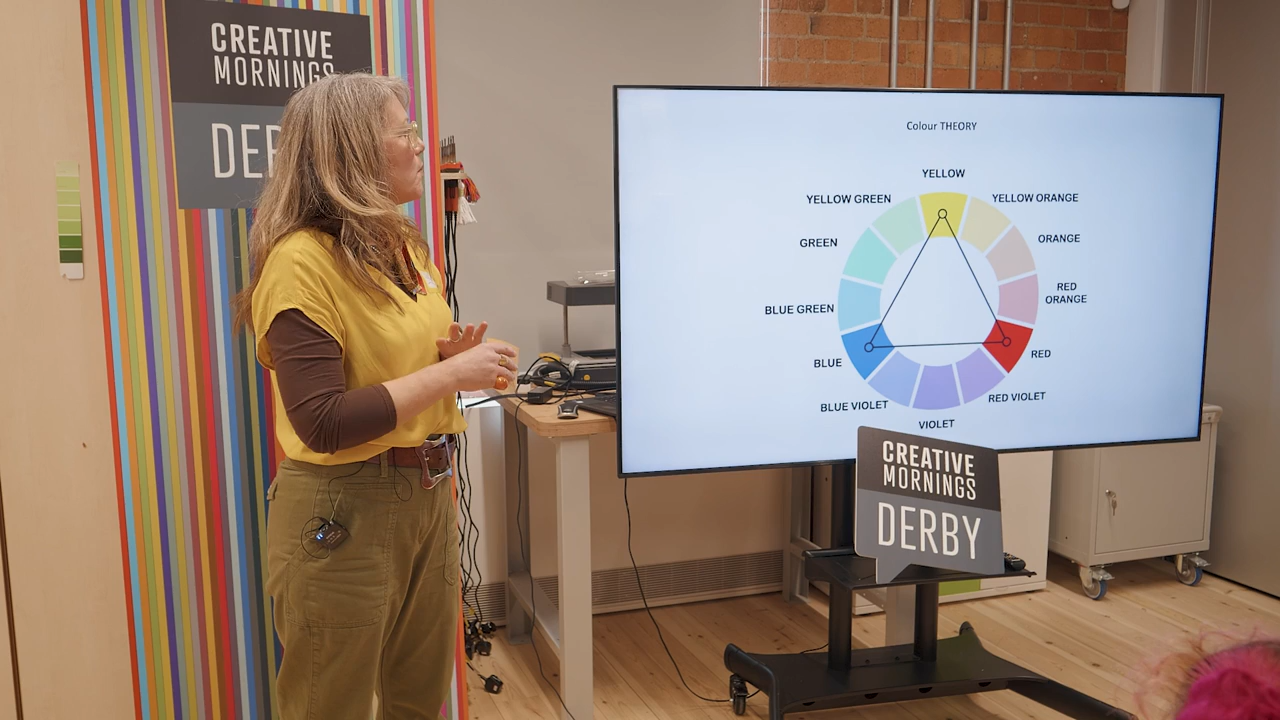 CREATIVE
MORNINGS
DER
Colour THEORY
YELLOW
YELLOW GREEN
YELLOW ORANGE
GREEN
ORANGE
RED
ORANGE
BLUE GREEN
BLUE
RED
BLUE VIOLET
RED VIOLET
VIOLET
CREATIVE
MORNINGS
DERBY